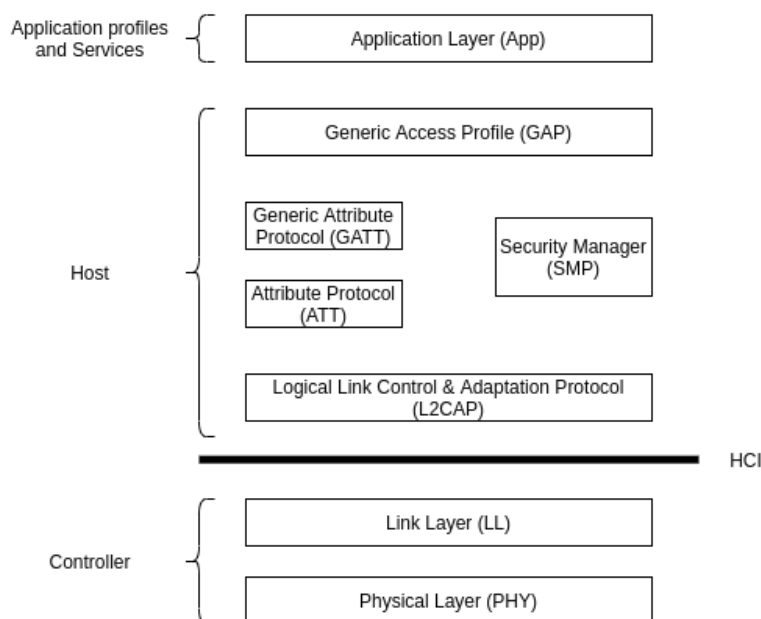 Application profiles
and Services
Application Layer (App)
Generic Access Profile (GAP)
Generic Attribute
Protocol (GATT)
Security Manager
(SMP)
Host
Attribute Protocol
(ATT)
Logical Link Control & Adaptation Protocol
(L2CAP)
HCI
Link Layer (LL)
Controller
Physical Layer (PHY)